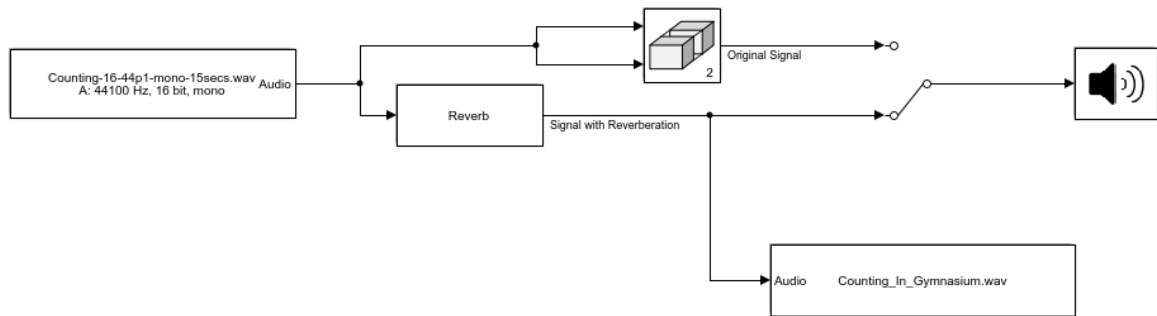 Counting-16-44p1-mono-15secs.wav
A: 44100 Hz, 16 bit, mono
Audio
2
Original Signal
Reverb
Signal with Reverberation
Audio
Counting_In_Gymnasium.wav